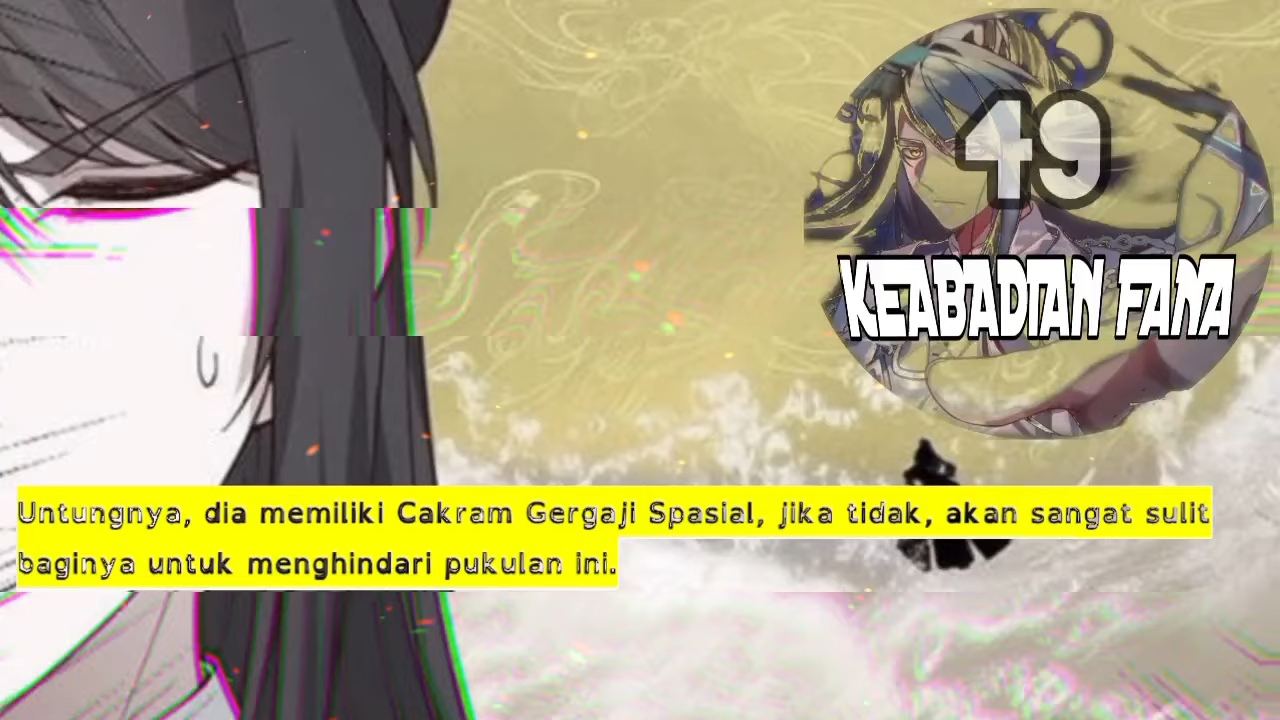 49
KEABADIAN FANA
Untungnya, dia memiliki Cakram Gergaji Spasial, jika tidak, akan sangat sulit
baginya untuk menghindari pukulan ini.